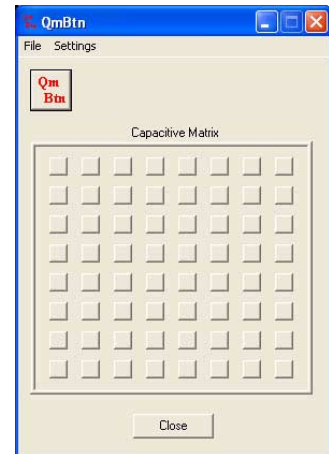 QmBtn
File Settings
Qm
Btn
Capacitive Matrix
Close